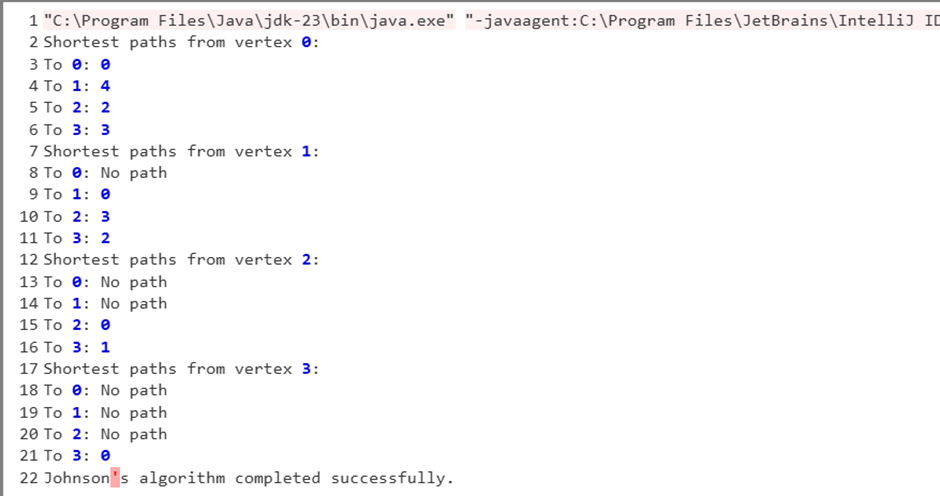 1 "C:\Program Files\Java\jdk-23\bin\java.exe" "-javaagent:C:\Program Files\JetBrains\IntelliJ ID
2 Shortest paths from vertex 0:
3 To 0: 0
4 To 1: 4
5 To 2: 2
6 To 3: 3
7 Shortest paths from vertex 1:
8 To 0: No path
9 To 1: 0
10 To 2: 3
11 To 3: 2
12 Shortest paths from vertex 2:
13 To 0: No path
14 To 1: No path
15 To 2: 0
16 To 3: 1
17 Shortest paths from vertex 3:
18 To 0: No path
19 To 1: No path
20 To 2: No path
21 To 3: 0
22 Johnson's algorithm completed successfully.